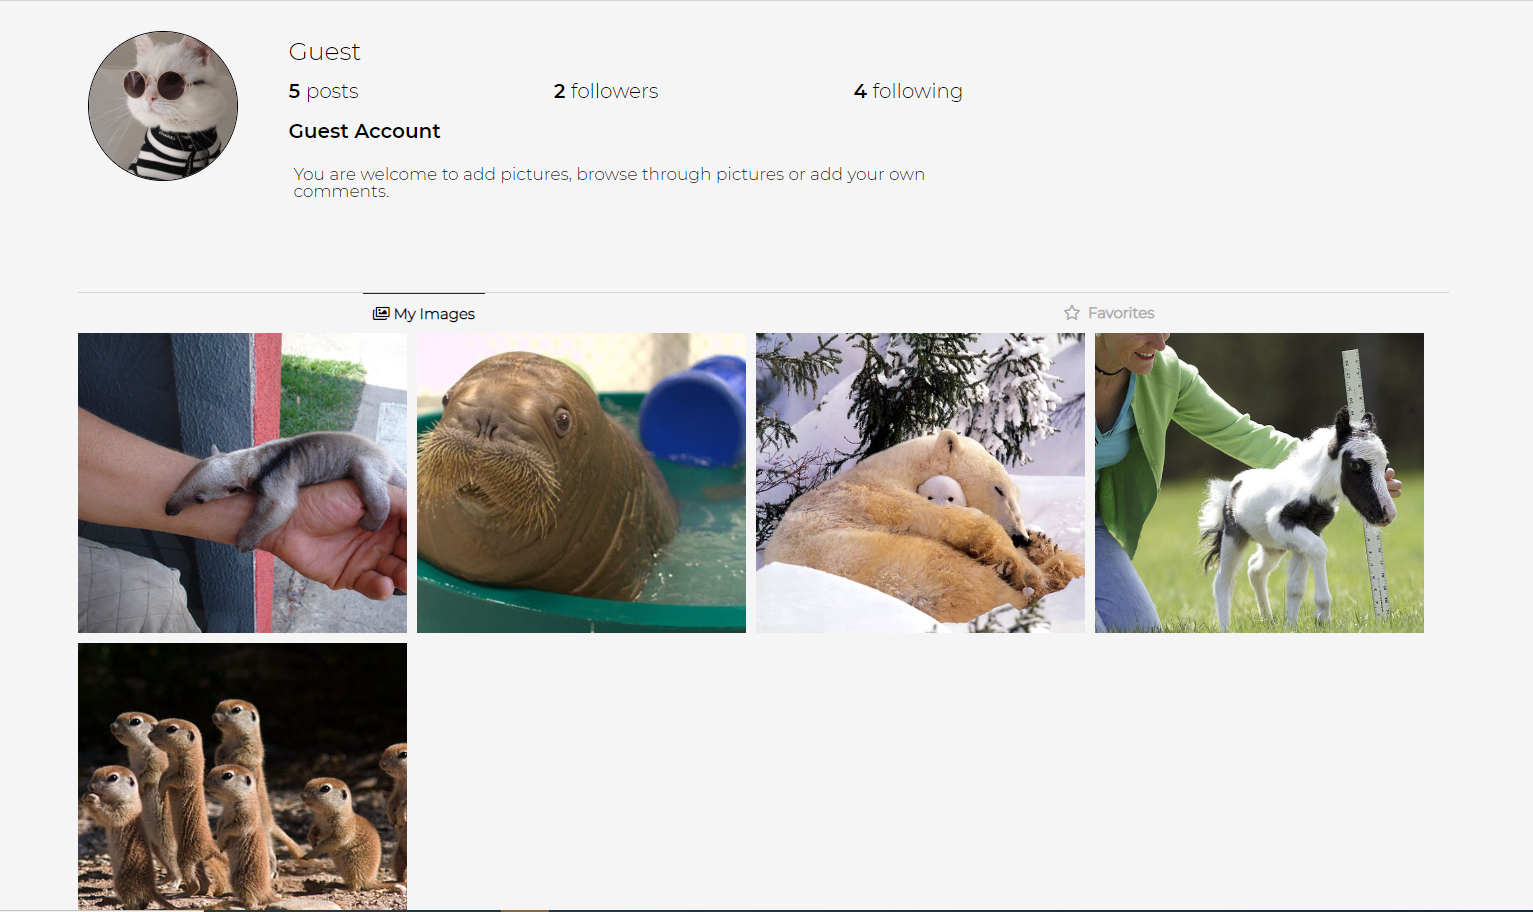 Guest
5 posts 2 followers 4 following
Guest Account
You are welcome to add pictures, browse through pictures or add your own
comments.
My Images Favorites